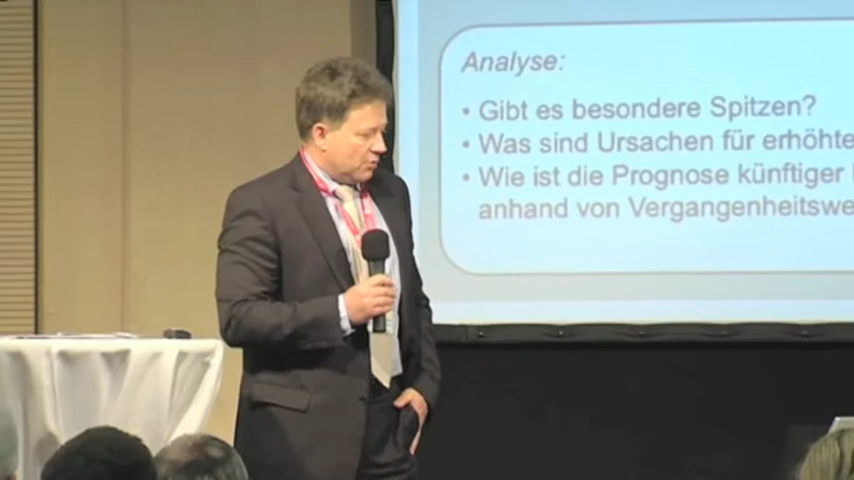 Analyse:
• Gibt es besondere Spitzen?
• Was sind Ursachen für erhöhte
• Wie ist die Prognose künftiger
anhand von Vergangenheitswe